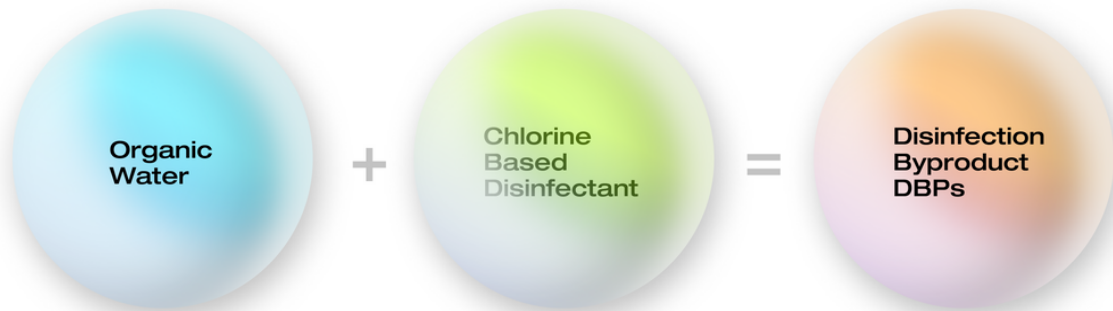 Organic
Water
+
Chlorine
Based
Disinfectant
=
Disinfection
Byproduct
DBPs